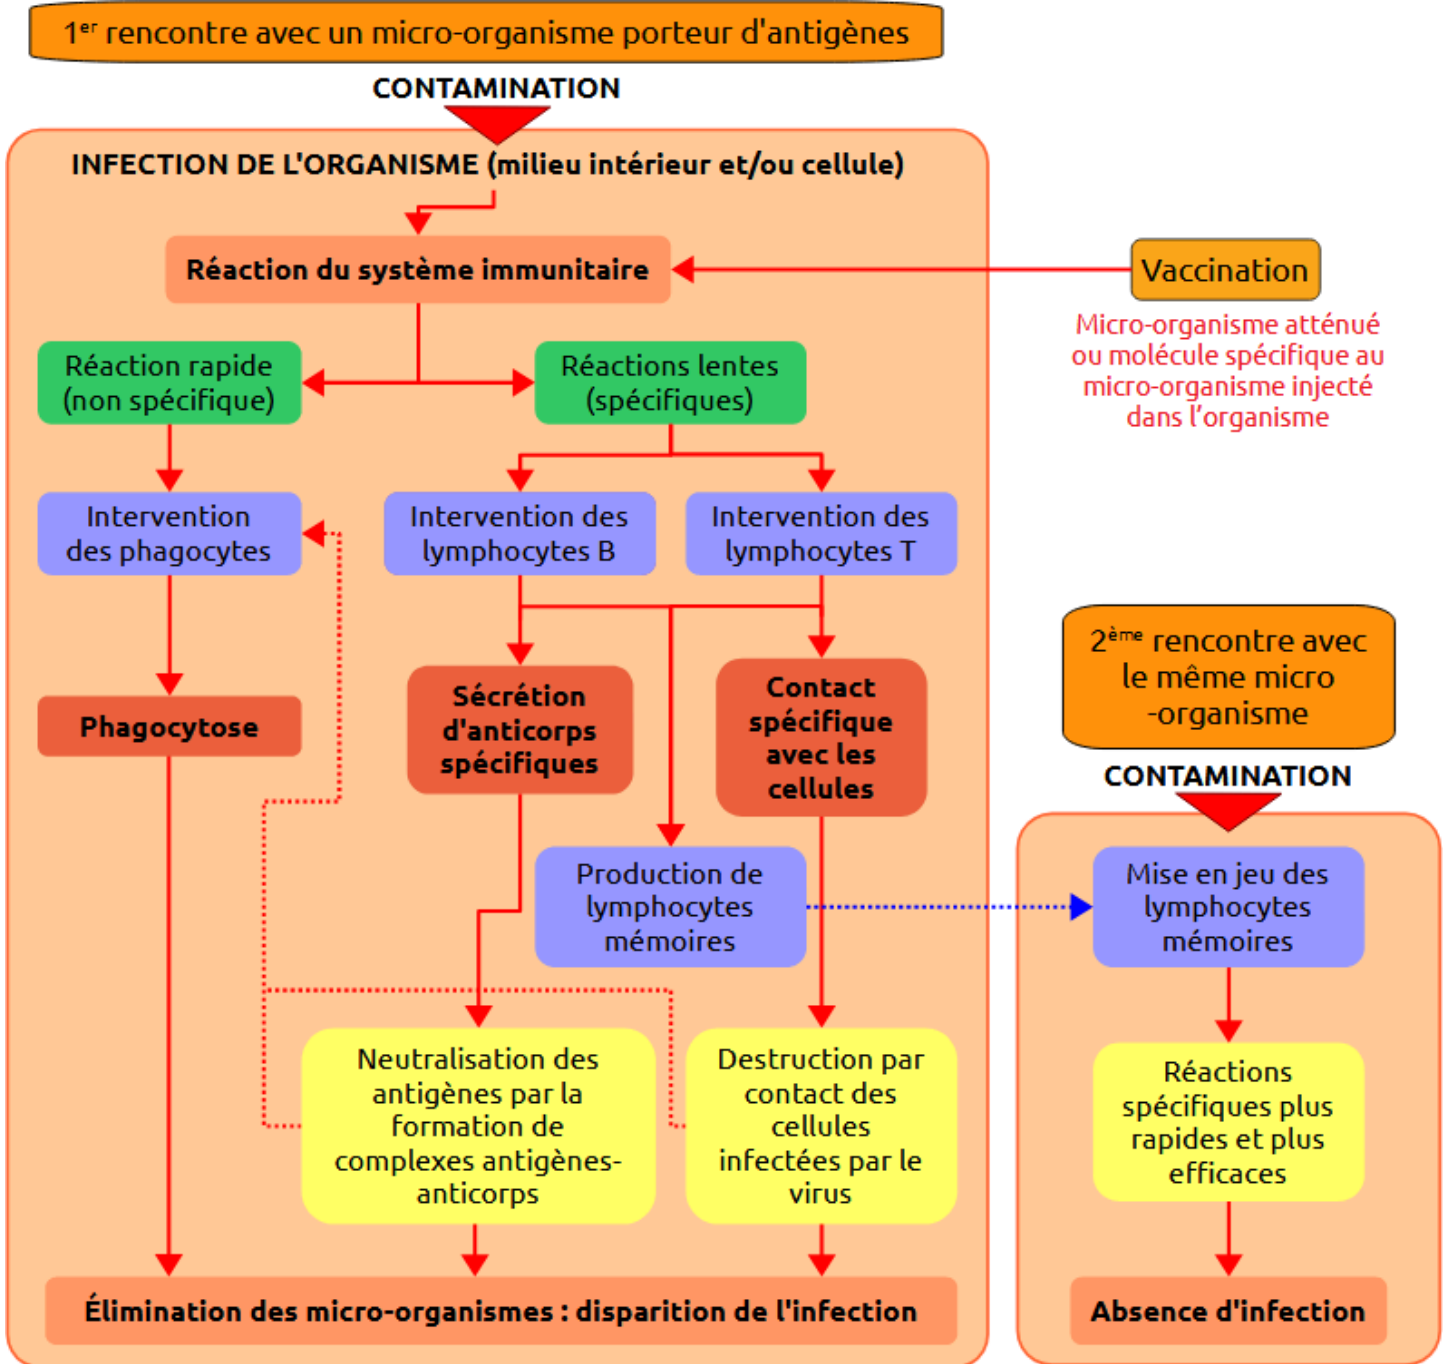 1er rencontre avec un micro-organisme porteur d'antigènes
CONTAMINATION
INFECTION DE L'ORGANISME (milieu intérieur et/ou cellule)
Réaction du système immunitaire
Vaccination
Micro-organisme atténué
ou molécule spécifique au
micro-organisme injecté
dans l’organisme
Réaction rapide
(non spécifique)
Réactions lentes
(spécifiques)
Intervention
des phagocytes
Intervention des
lymphocytes B
Intervention des
lymphocytes T
Phagocytose
Sécrétion
d'anticorps
spécifiques
Contact
spécifique
avec les
cellules
Production de
lymphocytes
mémoires
Neutralisation des
antigènes par la
formation de
complexes antigènes-
anticorps
Destruction par
contact des
cellules
infectées par le
virus
Élimination des micro-organismes : disparition de l'infection
2ème rencontre avec
le même micro
-organisme
CONTAMINATION
Mise en jeu des
lymphocytes
mémoires
Réactions
spécifiques plus
rapides et plus
efficaces
Absence d'infection